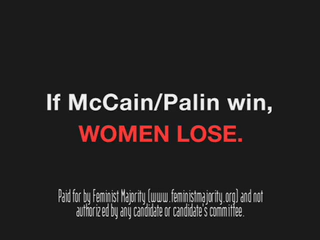 If McCain/Palin win,
WOMEN LOSE.
Paid for by Feminist Majority (www.feministmajority.org) and not
authorized by any candidate or candidate's committee.